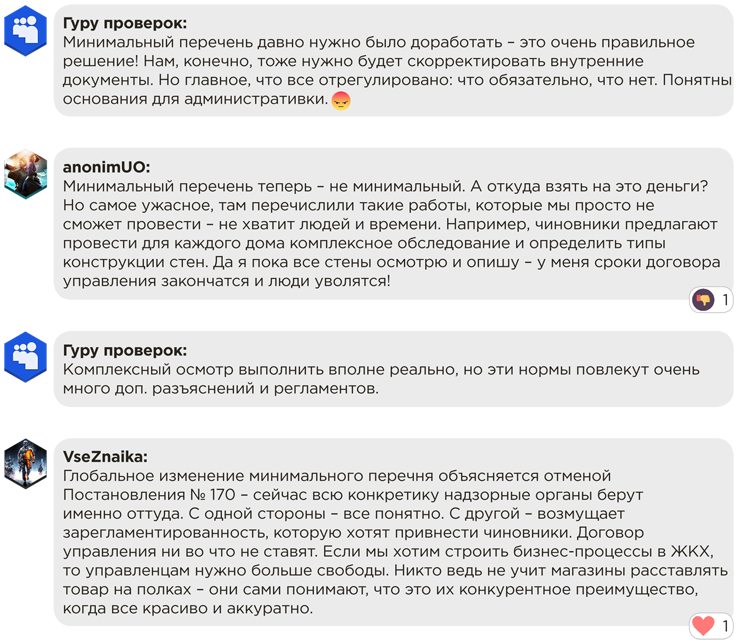 Гуру проверок:
Минимальный перечень давно нужно было доработать – это очень правильное
решение! Нам, конечно, тоже нужно будет скорректировать внутренние
документы. Но главное, что все отрегулировано: что обязательно, что нет. Понятны
основания для административки.
anonimUO:
Минимальный перечень теперь – не минимальный. А откуда взять на это деньги?
Но самое ужасное, там перечислили такие работы, которые мы просто не
сможет провести – не хватит людей и времени. Например, чиновники предлагают
провести для каждого дома комплексное обследование и определить типы
конструкции стен. Да я пока все стены осмотрю и опишу – у меня сроки договора
управления закончатся и люди уволятся!
1
Гуру проверок:
Комплексный осмотр выполнить вполне реально, но эти нормы повлекут очень
много доп. разъяснений и регламентов.
VseZnaika:
Глобальное изменение минимального перечня объясняется отменой
Постановления № 170 – сейчас всю конкретику надзорные органы берут
именно оттуда. С одной стороны – все понятно. С другой – возмущает
зарегламентированность, которую хотят привнести чиновники. Договор
управления ни во что не ставят. Если мы хотим строить бизнес-процессы в ЖКХ,
то управленцам нужно больше свободы. Никто ведь не учит магазины расставлять
товар на полках – они сами понимают, что это их конкурентное преимущество,
когда все красиво и аккуратно.
1